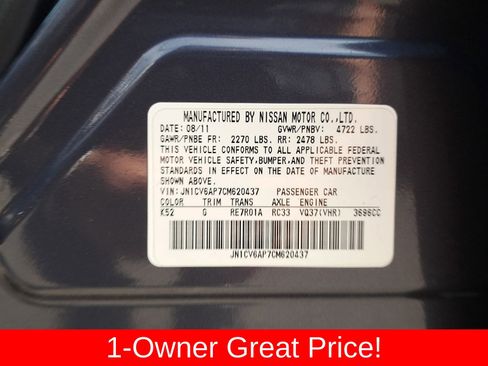 MANUFACTURED BY NISSAN MOTOR CO.,LTD.
DATE: 08/11 GVWR/PNBV: 4722 LBS.
GAWR/PNBE FR: 2270 LBS. RR: 2478 LBS.
THIS VEHICLE CONFORMS TO ALL APPLICABLE FEDERAL
MOTOR VEHICLE SAFETY,BUMPER,AND THEFT PREVENTION
STANDARDS IN EFFECT ON THE DATE OF MANUFACTURE
SHOWN ABOVE.
VIN: JN1CV6AP7CM620437 PASSENGER CAR
COLOR TRIM TRANS AXLE ENGINE
K52 G RE7R01A RC33 VQ37(VHR) 3696CC
JN1CV6AP7CM620437
1-Owner Great Price!